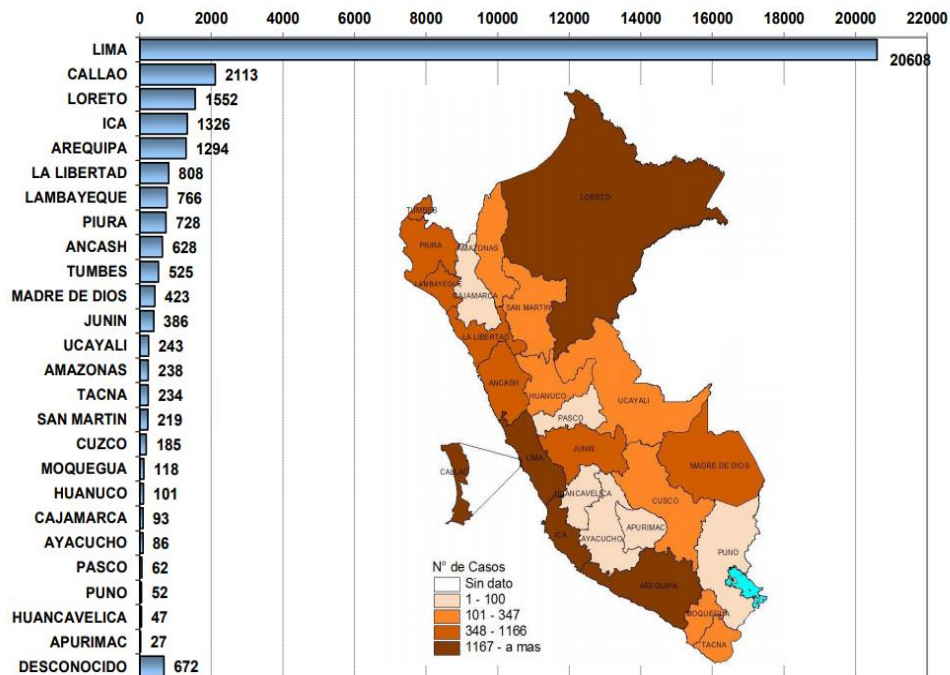 0 2000 4000 6000 8000 10000 12000 14000 16000 18000 20000 22000
LIMA 20608
CALLAO 2113
LORETO 1552
ICA 1326
AREQUIPA 1294
LA LIBERTAD 808
LAMBAYEQUE 766
PIURA 728
ANCASH 628
TUMBES 525
MADRE DE DIOS 423
JUNIN 386
UCAYALI 243
AMAZONAS 238
TACNA 234
SAN MARTIN 219
CUZCO 185
MOQUEGUA 118
HUANUCO 101
CAJAMARCA 93
AYACUCHO 86
PASCO 62
PUNO 52
HUANCAVELICA 47
APURIMAC 27
DESCONOCIDO 672
LORETO
TUMBES
PIURA
AMAZONAS
LAMBAYEQUE
CAJAMARCA
SAN MARTIN
LA LIBERTAD
ANCASH
HUANUCO
UCAYALI
PASCO
LIMA
JUNIN
MADRE DE DIOS
CALLAO
HUANCAVELICA
CUSCO
ICA
AYACUCHO
APURIMAC
PUNO
AREQUIPA
MOQUEGUA
TACNA
N° de Casos
Sin dato
1 - 100
101 - 347
348 - 1166
1167 - a mas